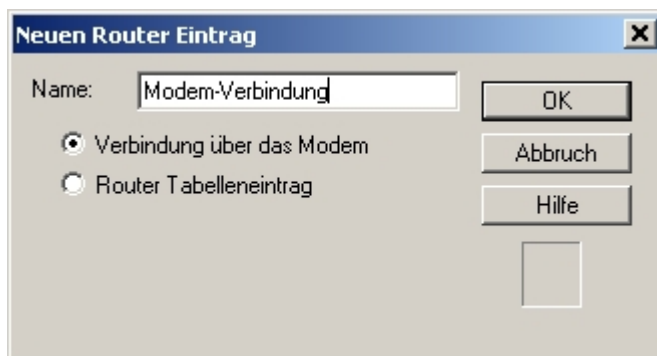 Neuen Router Eintrag
Name: Modem-Verbindung
OK
Verbindung über das Modem
Abbruch
Router Tabelleneintrag
Hilfe